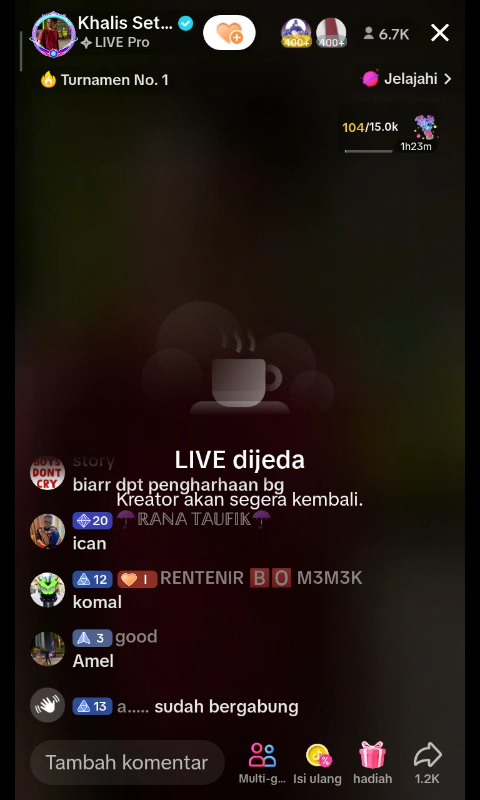 Khalis Set...
LIVE Pro
400+
400+
6.7K
Turnamen No. 1
Jelajahi
104/15.0k
1h23m
LIVE dijeda
Kreator akan segera kembali.
BOYS
DONT
CRY
story
biarr dpt pengharhaan bg
20 ☂ℝ𝔸ℕ𝔸 𝕋𝔸𝕌𝔽𝕀𝕂☂
ican
12 I RENTENIR 🅱🅾 M3M3K
komal
3 good
Amel
13 a..... sudah bergabung
Tambah komentar
Multi-g...
Isi ulang
hadiah
1.2K